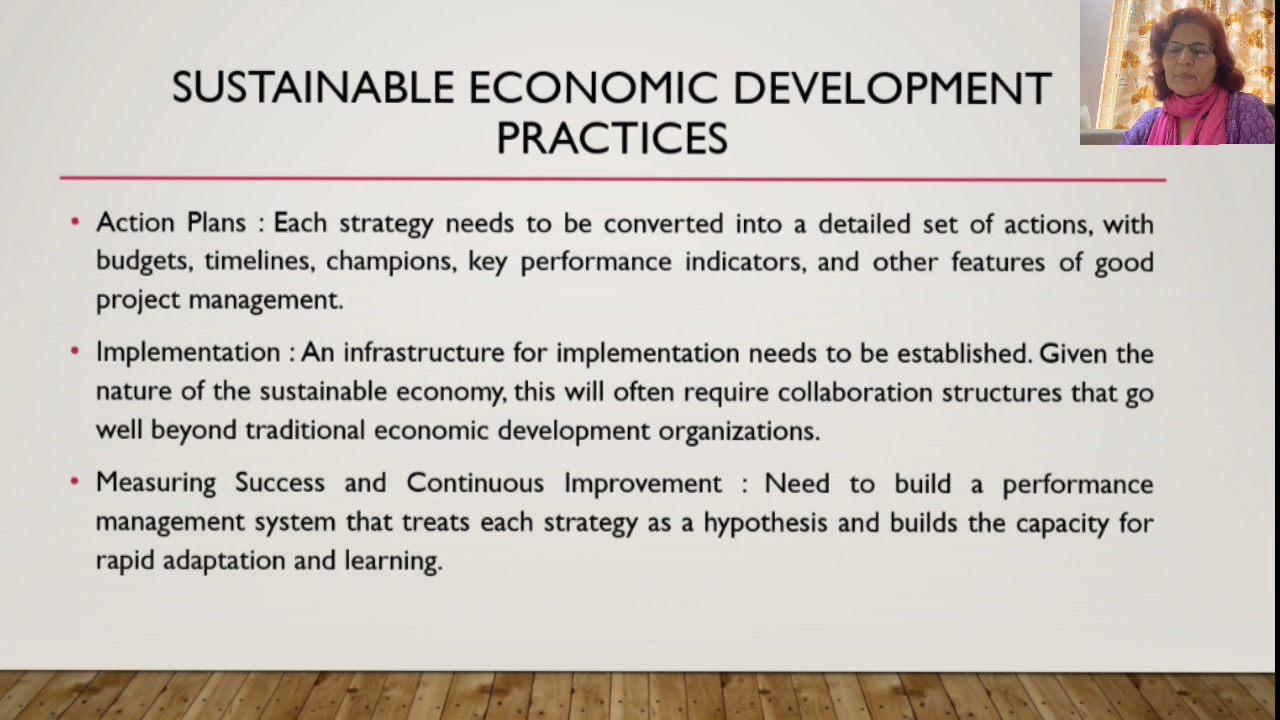 SUSTAINABLE ECONOMIC DEVELOPMENT
PRACTICES
• Action Plans : Each strategy needs to be converted into a detailed set of actions, with
budgets, timelines, champions, key performance indicators, and other features of good
project management.
• Implementation : An infrastructure for implementation needs to be established. Given the
nature of the sustainable economy, this will often require collaboration structures that go
well beyond traditional economic development organizations.
• Measuring Success and Continuous Improvement : Need to build a performance
management system that treats each strategy as a hypothesis and builds the capacity for
rapid adaptation and learning.